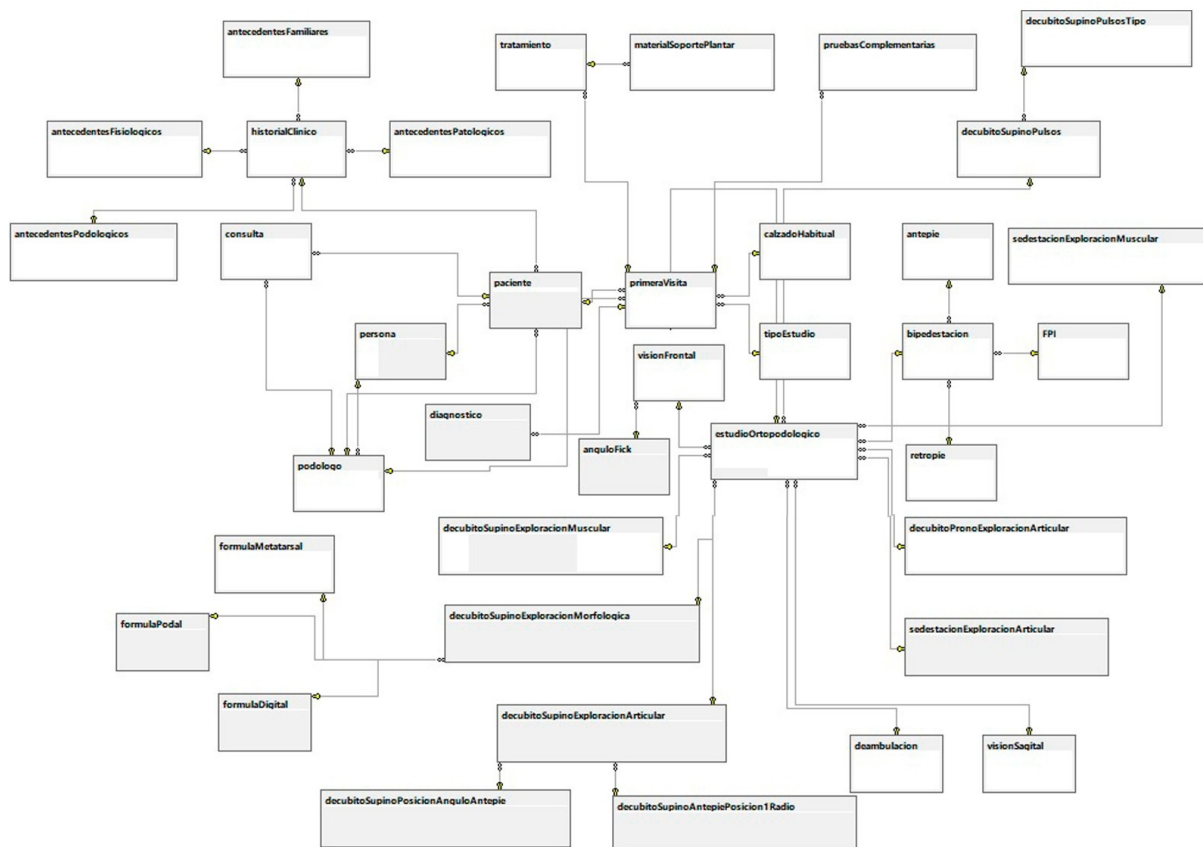 decubitoSupinoPulsosTipo
antecedentesFamiliares
tratamiento
materialSoportePlantar
pruebasComplementarias
antecedentesFisiologicos
historialClinico
antecedentesPatologicos
decubitoSupinoPulsos
antecedentesPodologicos
consulta
calzadoHabitual
antepie
sedestacionExploracionMuscular
paciente
primeraVisita
persona
tipoEstudio
bipedestacion
FPI
visionFrontal
diagnostico
estudioOrtopodologico
anguloFick
podologo
retropie
decubitoSupinoExploracionMuscular
decubitoPronoExploracionArticular
formulaMetatarsal
decubitoSupinoExploracionMorfologica
formulaPodal
sedestacionExploracionArticular
formulaDigital
decubitoSupinoExploracionArticular
deambulacion
visionSagital
decubitoSupinoPosicionAnguloAntepie
decubitoSupinoAntepiePosicion1Radio